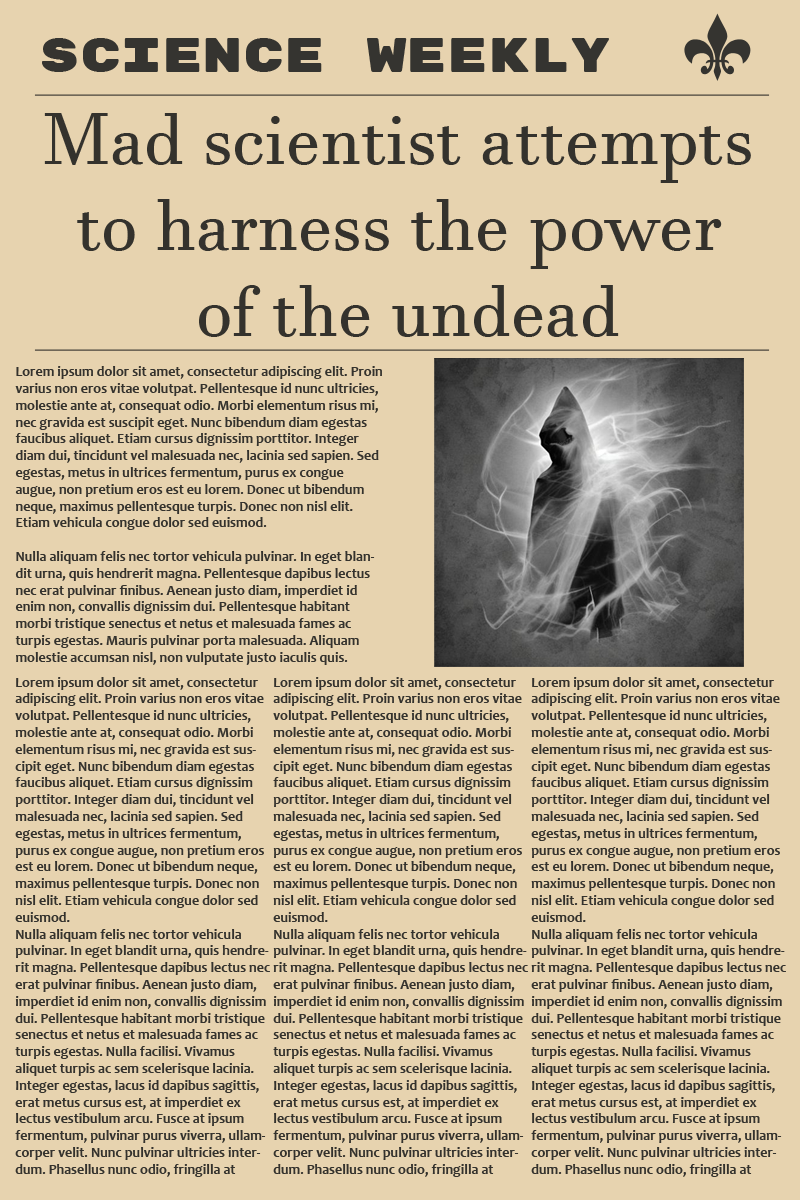 SCIENCE WEEKLY
Mad scientist attempts
to harness the power
of the undead
Lorem ipsum dolor sit amet, consectetur adipiscing elit. Proin
varius non eros vitae volutpat. Pellentesque id nunc ultricies,
molestie ante at, consequat odio. Morbi elementum risus mi,
nec gravida est suscipit eget. Nunc bibendum diam egestas
faucibus aliquet. Etiam cursus dignissim porttitor. Integer
diam dui, tincidunt vel malesuada nec, lacinia sed sapien. Sed
egestas, metus in ultrices fermentum, purus ex congue
augue, non pretium eros est eu lorem. Donec ut bibendum
neque, maximus pellentesque turpis. Donec non nisl elit.
Etiam vehicula congue dolor sed euismod.
Nulla aliquam felis nec tortor vehicula pulvinar. In eget blan-
dit urna, quis hendrerit magna. Pellentesque dapibus lectus
nec erat pulvinar finibus. Aenean justo diam, imperdiet id
enim non, convallis dignissim dui. Pellentesque habitant
morbi tristique senectus et netus et malesuada fames ac
turpis egestas. Mauris pulvinar porta malesuada. Aliquam
molestie accumsan nisl, non vulputate justo iaculis quis.
Lorem ipsum dolor sit amet, consectetur
adipiscing elit. Proin varius non eros vitae
volutpat. Pellentesque id nunc ultricies,
molestie ante at, consequat odio. Morbi
elementum risus mi, nec gravida est sus-
cipit eget. Nunc bibendum diam egestas
faucibus aliquet. Etiam cursus dignissim
porttitor. Integer diam dui, tincidunt vel
malesuada nec, lacinia sed sapien. Sed
egestas, metus in ultrices fermentum,
purus ex congue augue, non pretium eros
est eu lorem. Donec ut bibendum neque,
maximus pellentesque turpis. Donec non
nisl elit. Etiam vehicula congue dolor sed
euismod.
Nulla aliquam felis nec tortor vehicula
pulvinar. In eget blandit urna, quis hendre-
rit magna. Pellentesque dapibus lectus nec
erat pulvinar finibus. Aenean justo diam,
imperdiet id enim non, convallis dignissim
dui. Pellentesque habitant morbi tristique
senectus et netus et malesuada fames ac
turpis egestas. Nulla facilisi. Vivamus
aliquet turpis ac sem scelerisque lacinia.
Integer egestas, lacus id dapibus sagittis,
erat metus cursus est, at imperdiet ex
lectus vestibulum arcu. Fusce at ipsum
fermentum, pulvinar purus viverra, ullam-
corper velit. Nunc pulvinar ultricies inter-
dum. Phasellus nunc odio, fringilla at
Lorem ipsum dolor sit amet, consectetur
adipiscing elit. Proin varius non eros vitae
volutpat. Pellentesque id nunc ultricies,
molestie ante at, consequat odio. Morbi
elementum risus mi, nec gravida est sus-
cipit eget. Nunc bibendum diam egestas
faucibus aliquet. Etiam cursus dignissim
porttitor. Integer diam dui, tincidunt vel
malesuada nec, lacinia sed sapien. Sed
egestas, metus in ultrices fermentum,
purus ex congue augue, non pretium eros
est eu lorem. Donec ut bibendum neque,
maximus pellentesque turpis. Donec non
nisl elit. Etiam vehicula congue dolor sed
euismod.
Nulla aliquam felis nec tortor vehicula
pulvinar. In eget blandit urna, quis hendre-
rit magna. Pellentesque dapibus lectus nec
erat pulvinar finibus. Aenean justo diam,
imperdiet id enim non, convallis dignissim
dui. Pellentesque habitant morbi tristique
senectus et netus et malesuada fames ac
turpis egestas. Nulla facilisi. Vivamus
aliquet turpis ac sem scelerisque lacinia.
Integer egestas, lacus id dapibus sagittis,
erat metus cursus est, at imperdiet ex
lectus vestibulum arcu. Fusce at ipsum
fermentum, pulvinar purus viverra, ullam-
corper velit. Nunc pulvinar ultricies inter-
dum. Phasellus nunc odio, fringilla at
Lorem ipsum dolor sit amet, consectetur
adipiscing elit. Proin varius non eros vitae
volutpat. Pellentesque id nunc ultricies,
molestie ante at, consequat odio. Morbi
elementum risus mi, nec gravida est sus-
cipit eget. Nunc bibendum diam egestas
faucibus aliquet. Etiam cursus dignissim
porttitor. Integer diam dui, tincidunt vel
malesuada nec, lacinia sed sapien. Sed
egestas, metus in ultrices fermentum,
purus ex congue augue, non pretium eros
est eu lorem. Donec ut bibendum neque,
maximus pellentesque turpis. Donec non
nisl elit. Etiam vehicula congue dolor sed
euismod.
Nulla aliquam felis nec tortor vehicula
pulvinar. In eget blandit urna, quis hendre-
rit magna. Pellentesque dapibus lectus nec
erat pulvinar finibus. Aenean justo diam,
imperdiet id enim non, convallis dignissim
dui. Pellentesque habitant morbi tristique
senectus et netus et malesuada fames ac
turpis egestas. Nulla facilisi. Vivamus
aliquet turpis ac sem scelerisque lacinia.
Integer egestas, lacus id dapibus sagittis,
erat metus cursus est, at imperdiet ex
lectus vestibulum arcu. Fusce at ipsum
fermentum, pulvinar purus viverra, ullam-
corper velit. Nunc pulvinar ultricies inter-
dum. Phasellus nunc odio, fringilla at